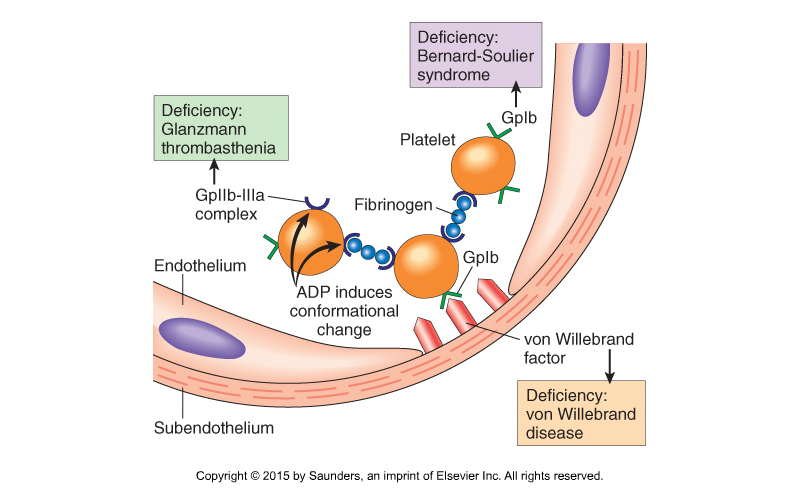 Deficiency:
Bernard-Soulier
syndrome
GpIb
Platelet
Deficiency:
Glanzmann
thrombasthenia
GpIIb-IIIa
complex
Fibrinogen
GpIb
Endothelium
ADP induces
conformational
change
von Willebrand
factor
Deficiency:
von Willebrand
disease
Subendothelium
Copyright © 2015 by Saunders, an imprint of Elsevier Inc. All rights reserved.